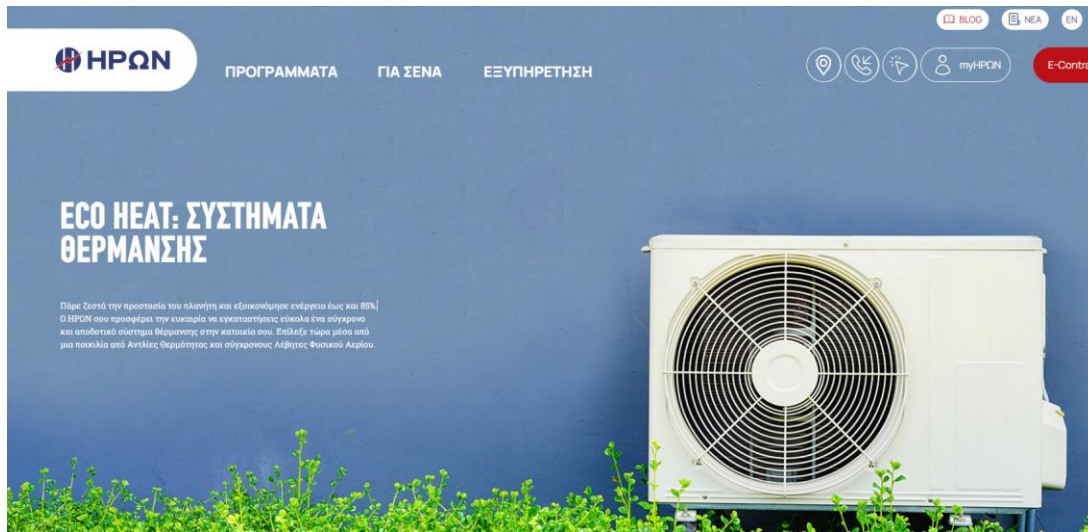 BLOG
ΝΕΑ
EN
ΗΡΩΝ
ΠΡΟΓΡΑΜΜΑΤΑ
ΓΙΑ ΣΕΝΑ
ΕΞΥΠΗΡΕΤΗΣΗ
myΗΡΩΝ
E-Contra
ECO HEAT: ΣΥΣΤΗΜΑΤΑ
ΘΕΡΜΑΝΣΗΣ
Πάρε ζεστά την προστασία του πλανήτη και εξοικονόμησε ενέργεια έως και 85%
Ο ΗΡΩΝ σου προσφέρει την ευκαιρία να εγκαταστήσεις εύκολα ένα σύγχρονο
και αποδοτικό σύστημα θέρμανσης στην κατοικία σου. Επίλεξε τώρα μέσα από
μια ποικιλία από Αντλίες Θερμότητας και σύγχρονους Λέβητες Φυσικού Αερίου.